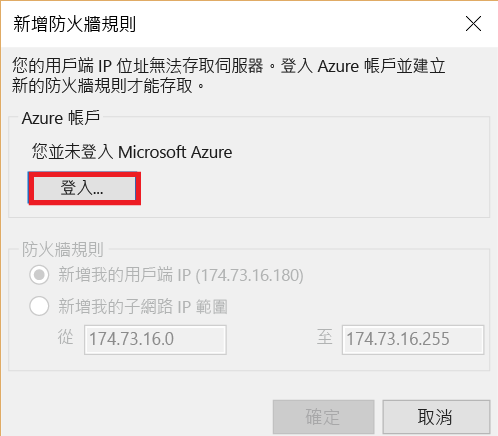 新增防火牆規則
您的用戶端 IP 位址無法存取伺服器。登入 Azure 帳戶並建立
新的防火牆規則才能存取。
Azure 帳戶
您並未登入 Microsoft Azure
登入...
防火牆規則
新增我的用戶端 IP (174.73.16.180)
新增我的子網路 IP 範圍
從 174.73.16.0 至 174.73.16.255
確定 取消